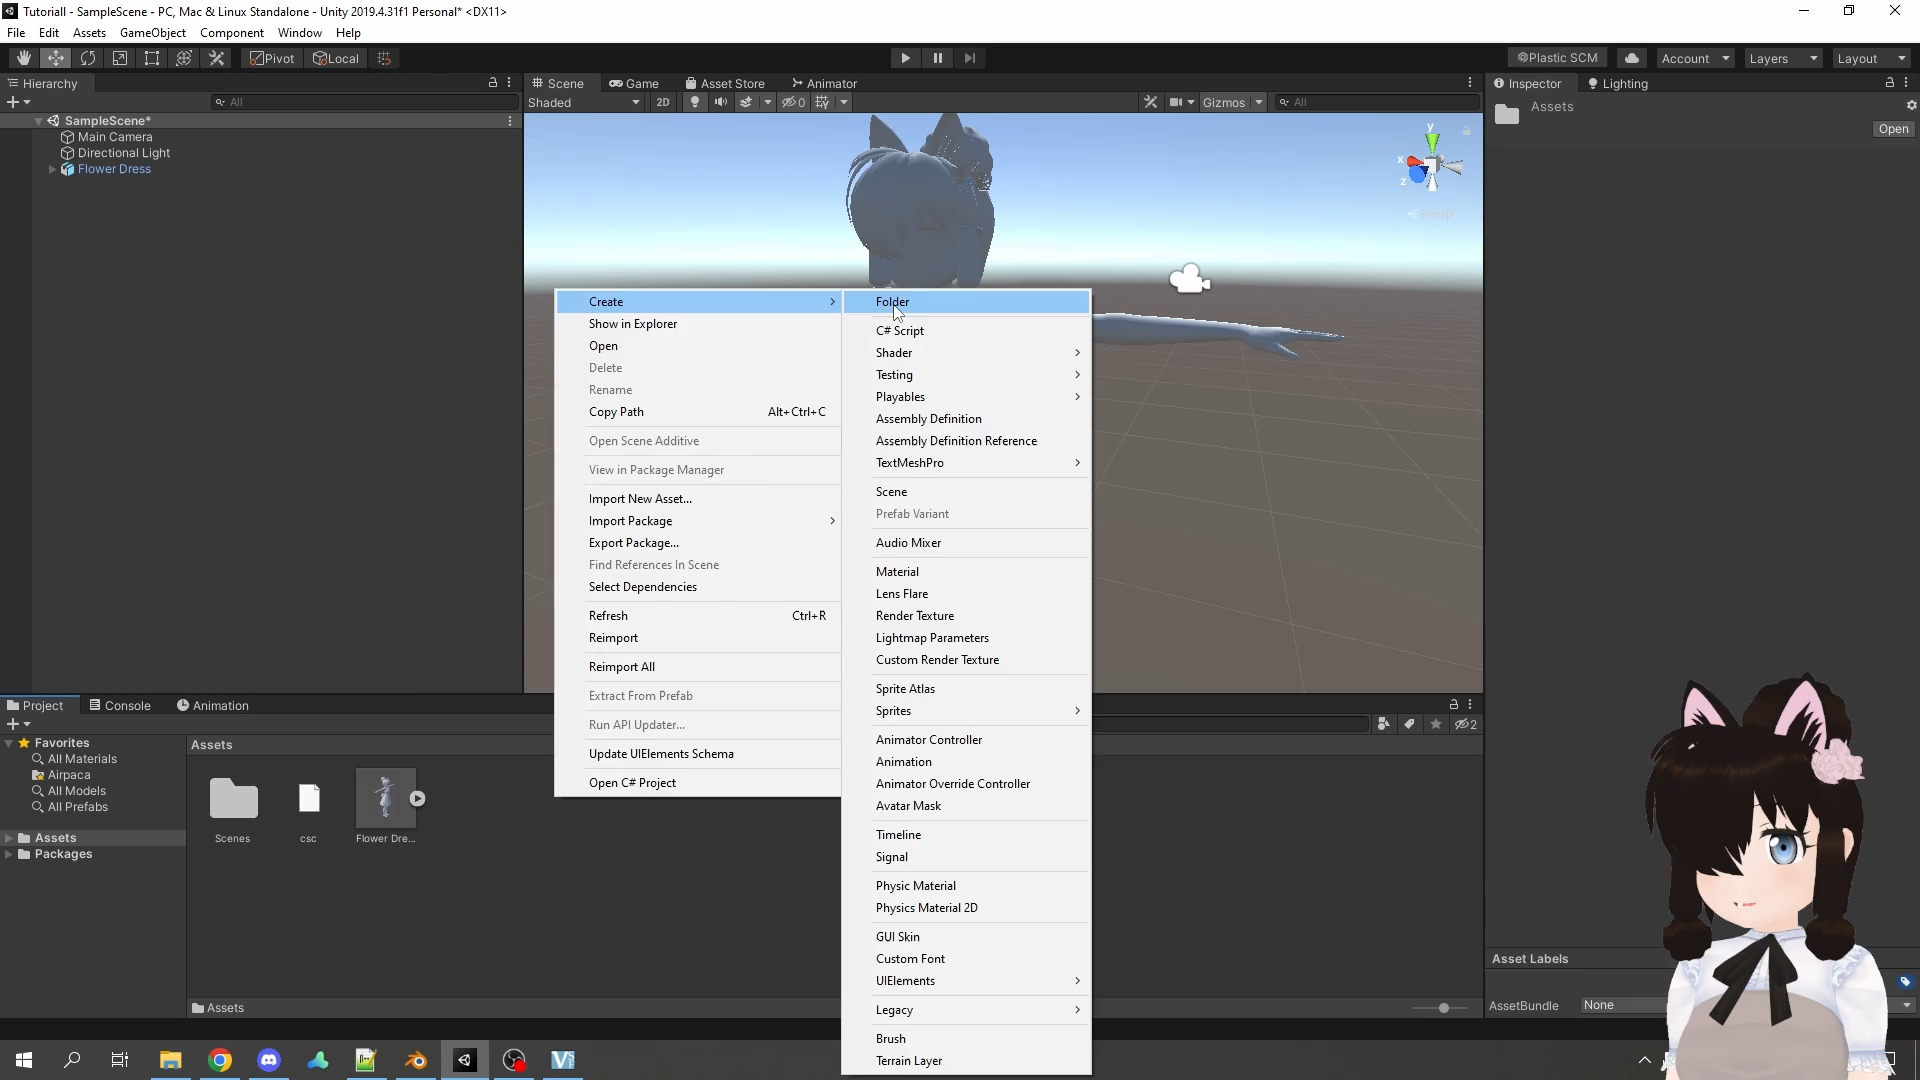 Tutoriall - SampleScene - PC, Mac & Linux Standalone - Unity 2019.4.31f1 Personal* <DX11>
File Edit Assets GameObject Component Window Help
Pivot Local Plastic SCM Account Layers Layout
Hierarchy Scene Game Asset Store Animator Inspector Lighting
All Shaded 2D 0 Gizmos All Assets
Open
SampleScene*
Main Camera
Directional Light
Flower Dress
y
x
z
Persp
Create
Show in Explorer
Open
Delete
Rename
Copy Path Alt+Ctrl+C
Open Scene Additive
View in Package Manager
Import New Asset...
Import Package
Export Package...
Find References In Scene
Select Dependencies
Refresh Ctrl+R
Reimport
Reimport All
Extract From Prefab
Run API Updater...
Update UIElements Schema
Open C# Project
Folder
C# Script
Shader
Testing
Playables
Assembly Definition
Assembly Definition Reference
TextMeshPro
Scene
Prefab Variant
Audio Mixer
Material
Lens Flare
Render Texture
Lightmap Parameters
Custom Render Texture
Sprite Atlas
Sprites
Animator Controller
Animation
Animator Override Controller
Avatar Mask
Timeline
Signal
Physic Material
Physics Material 2D
GUI Skin
Custom Font
UIElements
Legacy
Brush
Terrain Layer
Project Console Animation
2
Favorites
All Materials
Airpaca
All Models
All Prefabs
Assets
Packages
Assets
Scenes csc Flower Dre...
Assets
Asset Labels
AssetBundle None